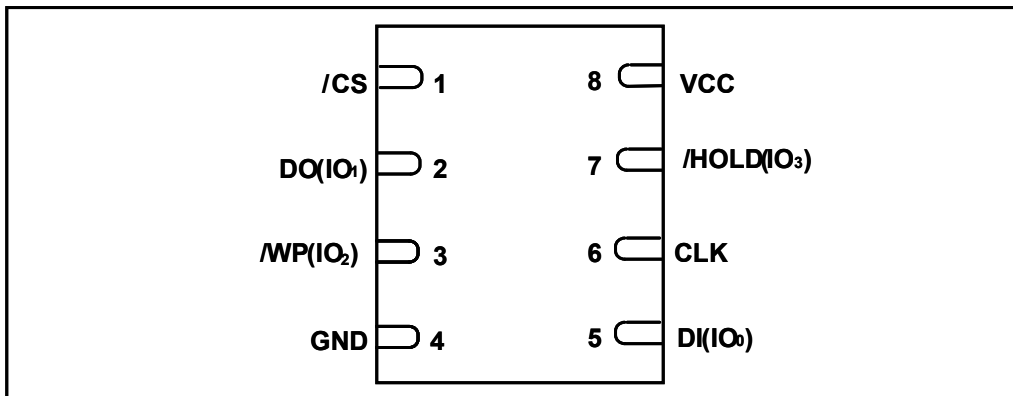 /CS 1 8 VCC
DO(IO₁) 2 7 /HOLD(IO₃)
/WP(IO₂) 3 6 CLK
GND 4 5 DI(IO₀)